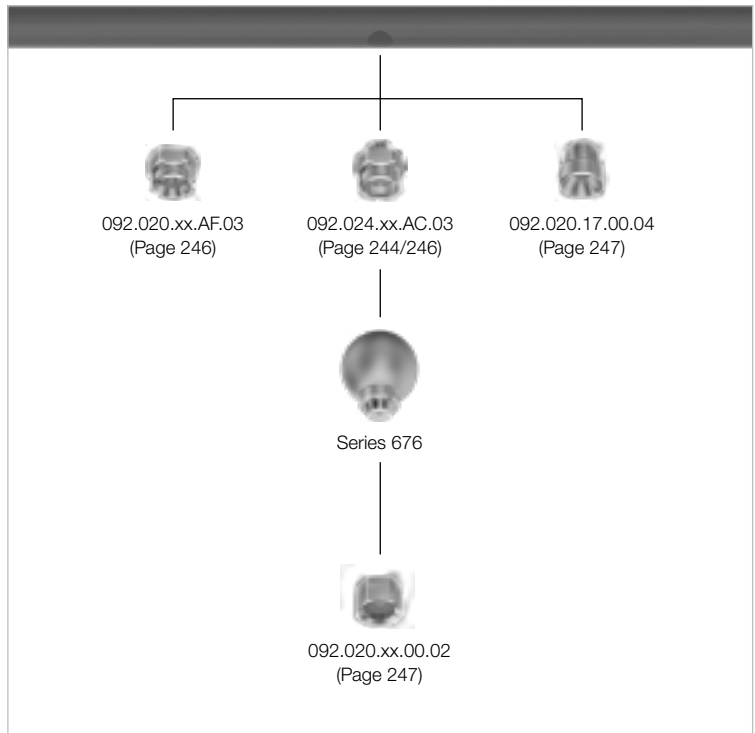 092.020.xx.AF.03
(Page 246)
092.024.xx.AC.03
(Page 244/246)
092.020.17.00.04
(Page 247)
Series 676
092.020.xx.00.02
(Page 247)